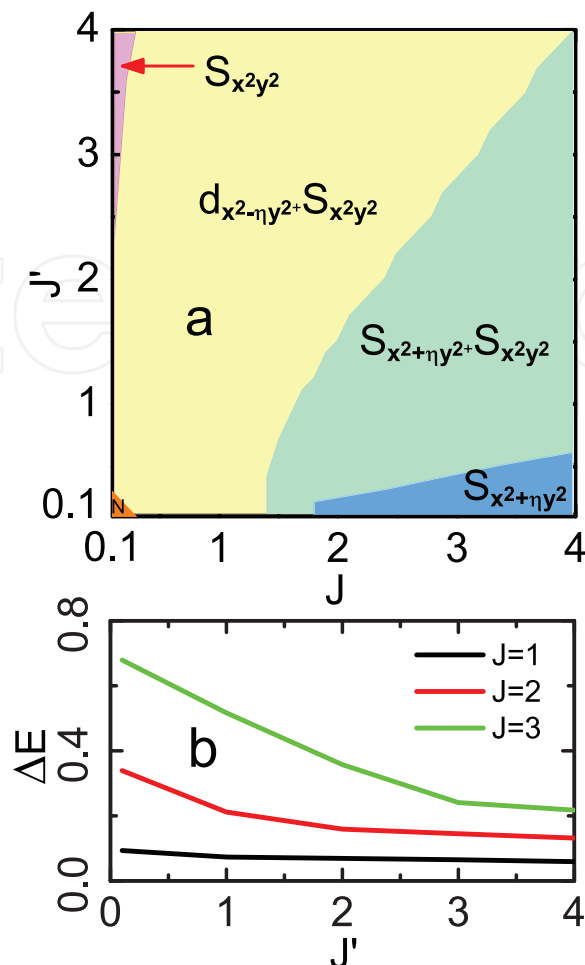 4
S_{x²y²}
3
d_{x²-ηy²}+S_{x²y²}
J'
2
a
S_{x²+ηy²}+S_{x²y²}
1
S_{x²+ηy²}
0.1
N
0.1 1 2 3 4
J
0.8
J=1
J=2
b
0.4
J=3
ΔE
0.0
0 1 2 3 4
J'